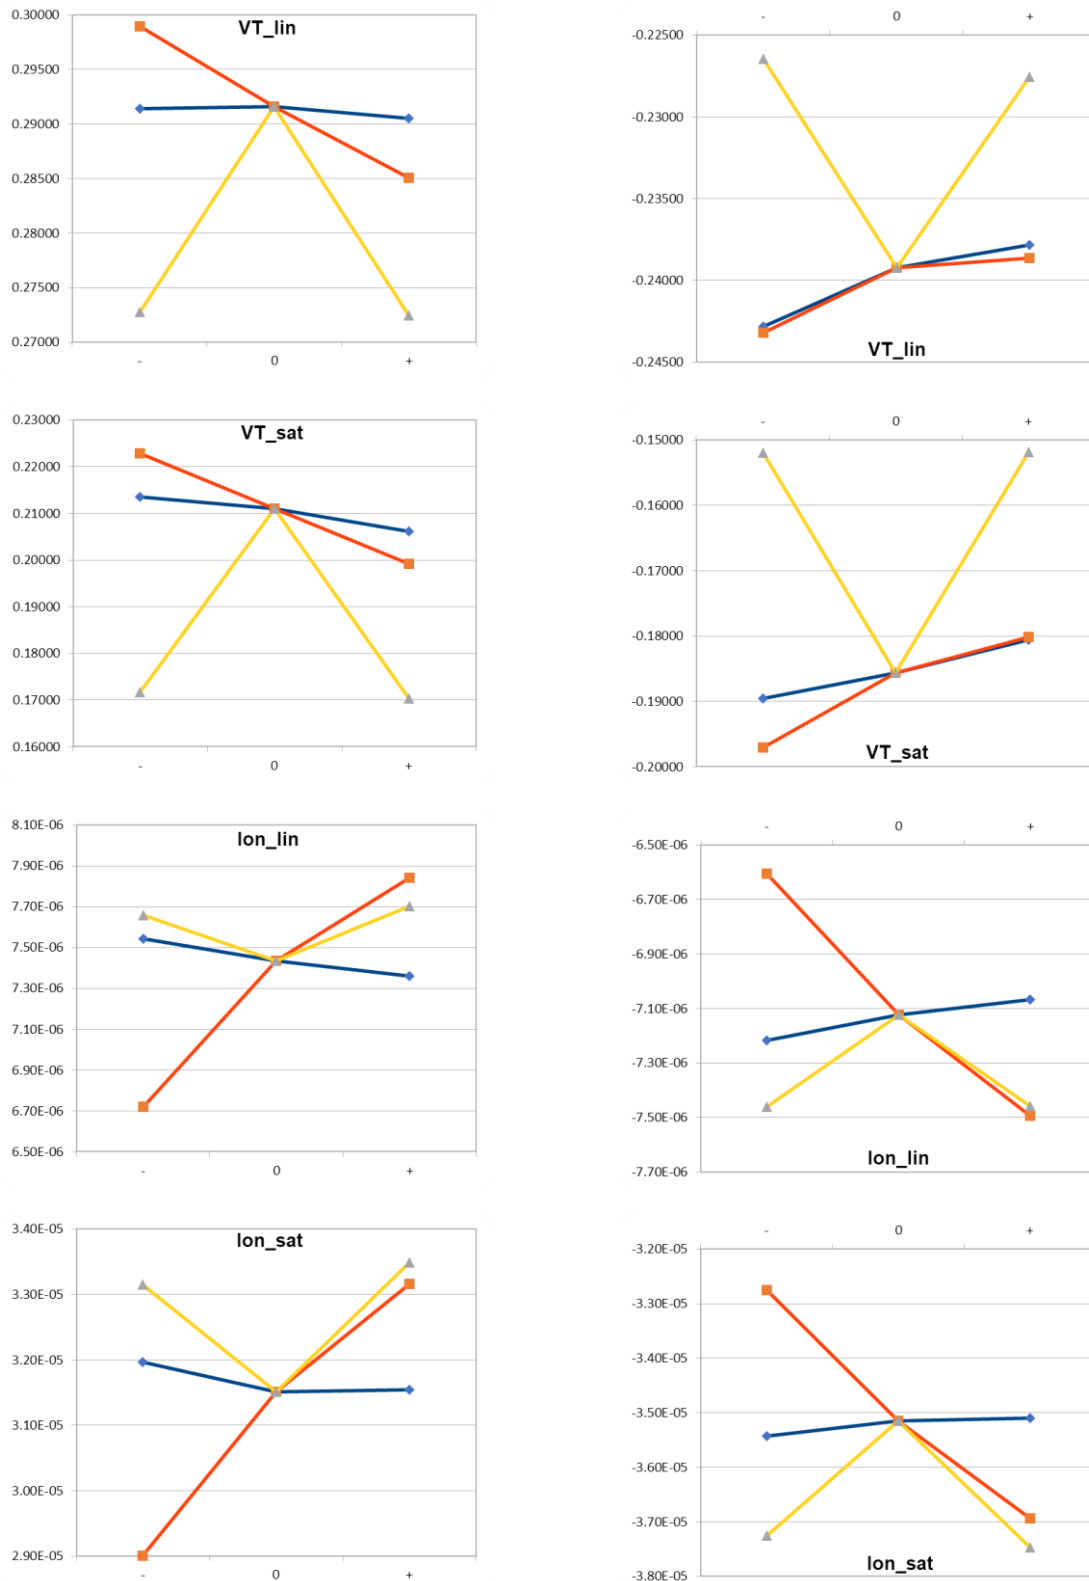 VT_lin
0.30000
0.29500
0.29000
0.28500
0.28000
0.27500
0.27000
- 0 +
- 0 +
-0.22500
-0.23000
-0.23500
-0.24000
-0.24500
VT_lin
VT_sat
0.23000
0.22000
0.21000
0.20000
0.19000
0.18000
0.17000
0.16000
- 0 +
- 0 +
-0.15000
-0.16000
-0.17000
-0.18000
-0.19000
-0.20000
VT_sat
Ion_lin
8.10E-06
7.90E-06
7.70E-06
7.50E-06
7.30E-06
7.10E-06
6.90E-06
6.70E-06
6.50E-06
- 0 +
- 0 +
-6.50E-06
-6.70E-06
-6.90E-06
-7.10E-06
-7.30E-06
-7.50E-06
-7.70E-06
Ion_lin
Ion_sat
3.40E-05
3.30E-05
3.20E-05
3.10E-05
3.00E-05
2.90E-05
- 0 +
- 0 +
-3.20E-05
-3.30E-05
-3.40E-05
-3.50E-05
-3.60E-05
-3.70E-05
-3.80E-05
Ion_sat